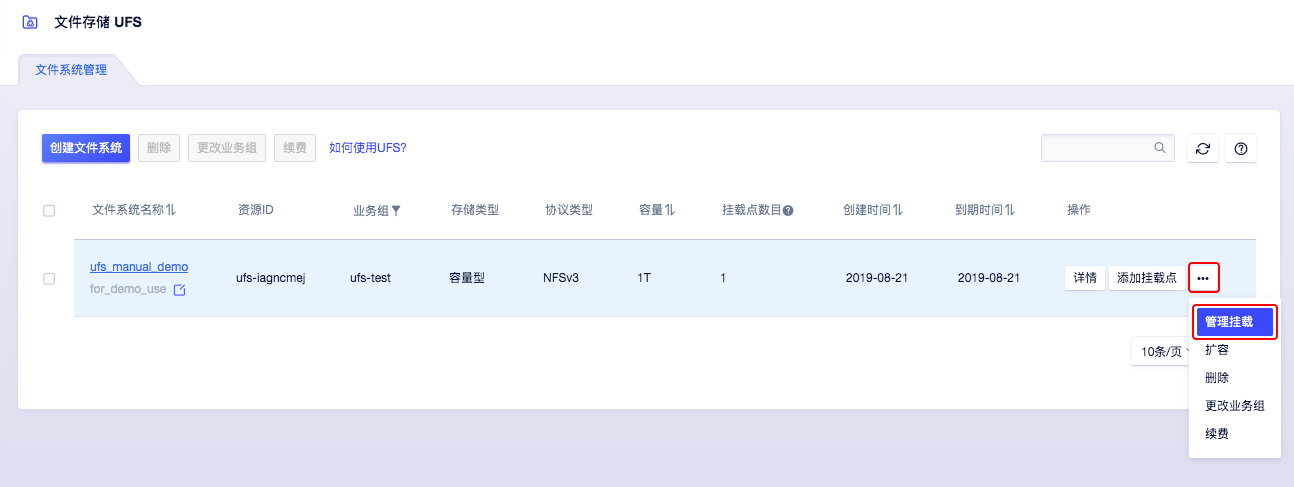 文件存储 UFS
文件系统管理
创建文件系统 删除 更改业务组 续费 如何使用UFS?
文件系统名称 资源ID 业务组 存储类型 协议类型 容量 挂载点数目 创建时间 到期时间 操作
ufs_manual_demo
for_demo_use
ufs-iagncmej ufs-test 容量型 NFSv3 1T 1 2019-08-21 2019-08-21 详情 添加挂载点 •••
管理挂载
10条/页
扩容
删除
更改业务组
续费